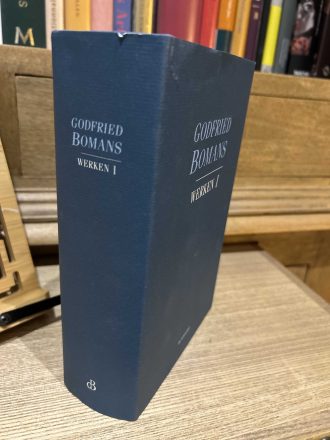 GODFRIED
BOMANS
WERKEN I
GODFRIED
BOMANS
WERKEN I